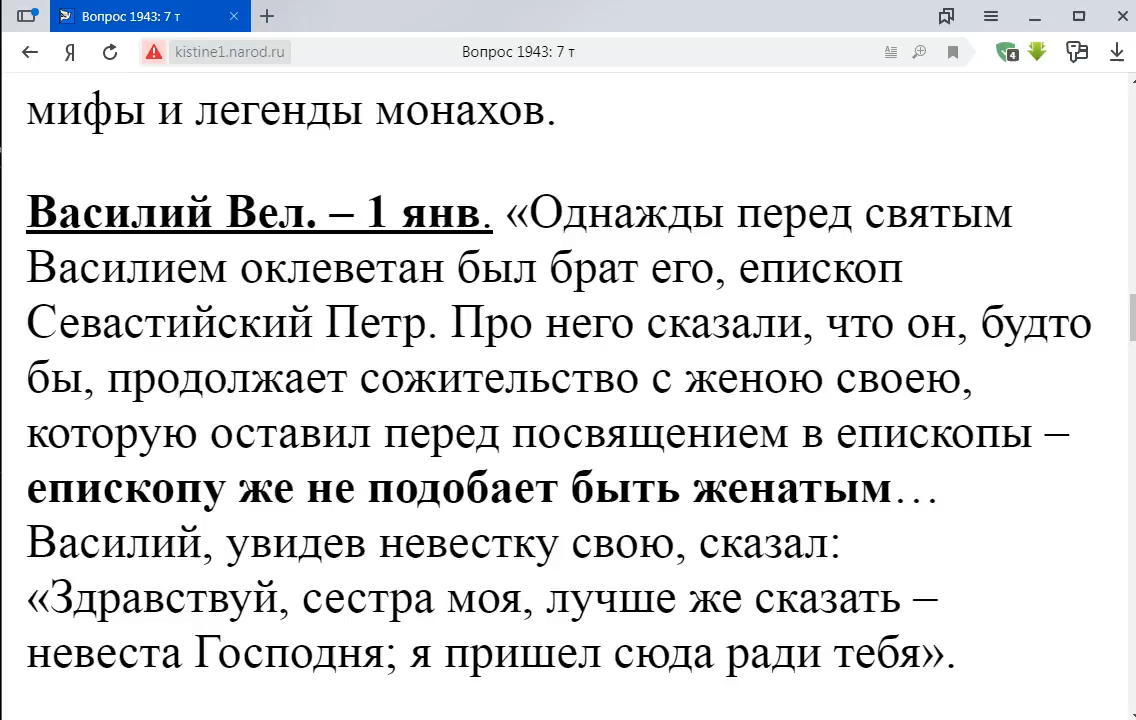 Вопрос 1943: 7 т
kistine1.narod.ru
Вопрос 1943: 7 т
4
мифы и легенды монахов.
Василий Вел. – 1 янв. «Однажды перед святым
Василием оклеветан был брат его, епископ
Севастийский Петр. Про него сказали, что он, будто
бы, продолжает сожительство с женою своею,
которую оставил перед посвящением в епископы –
епископу же не подобает быть женатым…
Василий, увидев невестку свою, сказал:
«Здравствуй, сестра моя, лучше же сказать –
невеста Господня; я пришел сюда ради тебя».